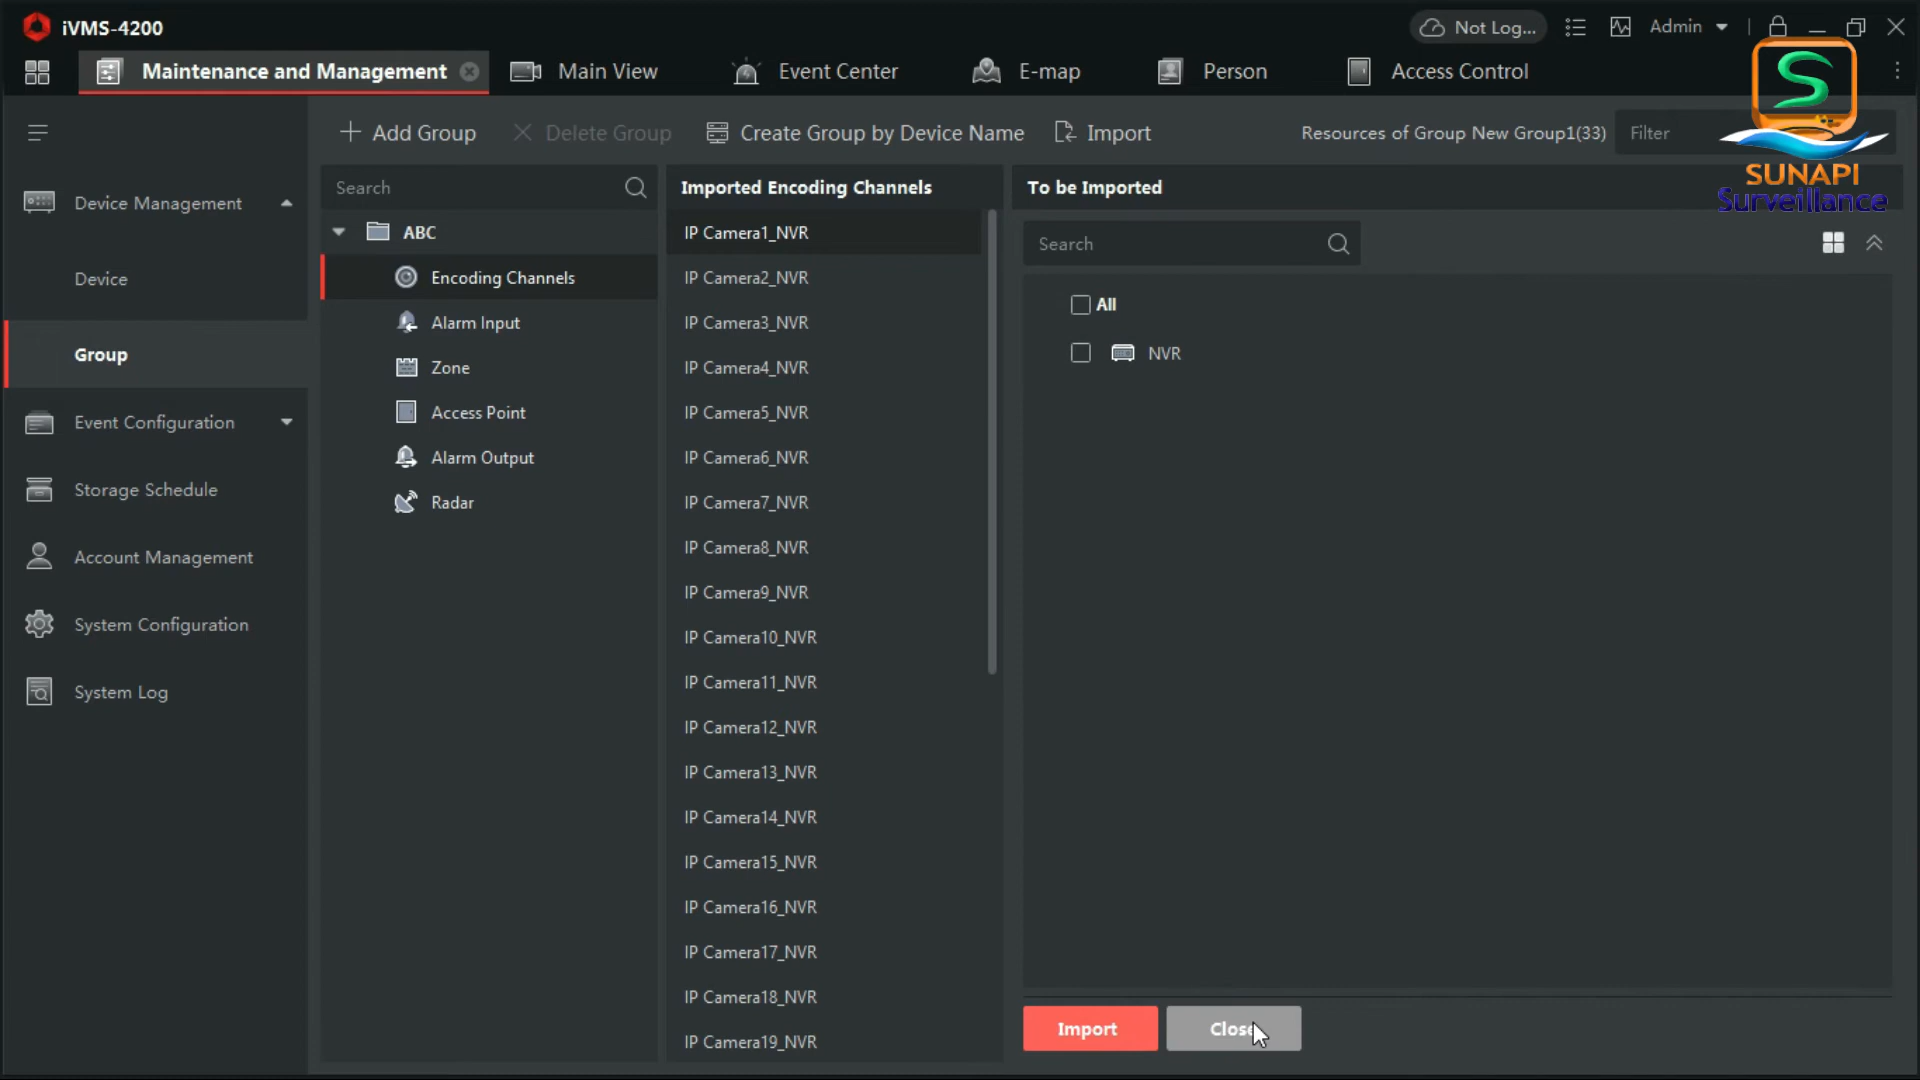 iVMS-4200
Not Log...
Admin
Maintenance and Management
Main View
Event Center
E-map
Person
Access Control
Add Group
Delete Group
Create Group by Device Name
Import
Resources of Group New Group1(33)
Filter
SUNAPI
Surveillance
Device Management
Device
Group
Event Configuration
Storage Schedule
Account Management
System Configuration
System Log
Search
ABC
Encoding Channels
Alarm Input
Zone
Access Point
Alarm Output
Radar
Imported Encoding Channels
IP Camera1_NVR
IP Camera2_NVR
IP Camera3_NVR
IP Camera4_NVR
IP Camera5_NVR
IP Camera6_NVR
IP Camera7_NVR
IP Camera8_NVR
IP Camera9_NVR
IP Camera10_NVR
IP Camera11_NVR
IP Camera12_NVR
IP Camera13_NVR
IP Camera14_NVR
IP Camera15_NVR
IP Camera16_NVR
IP Camera17_NVR
IP Camera18_NVR
IP Camera19_NVR
To be Imported
Search
All
NVR
Import
Close